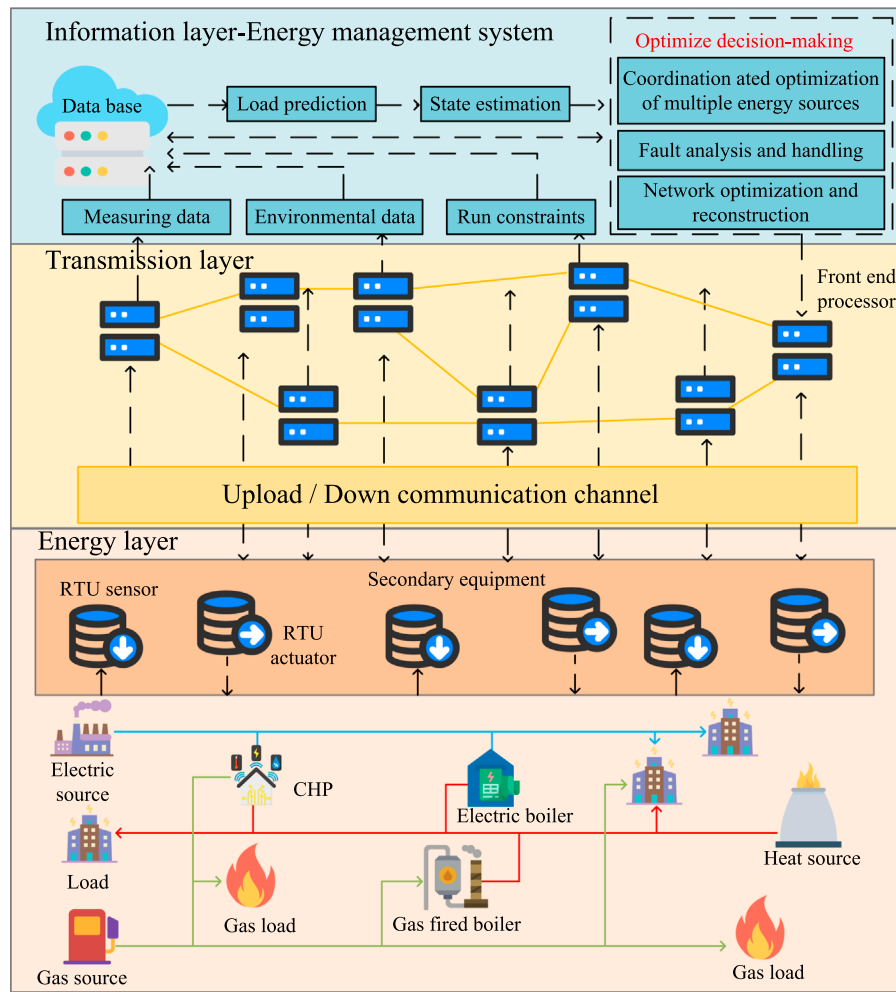 Information layer-Energy management system
Optimize decision-making
Data base
Load prediction
State estimation
Coordination ated optimization
of multiple energy sources
Fault analysis and handling
Network optimization and
reconstruction
Measuring data
Environmental data
Run constraints
Transmission layer
Front end
processor
Upload / Down communication channel
Energy layer
Secondary equipment
RTU sensor
RTU
actuator
Electric
source
CHP
Electric boiler
Load
Heat source
Gas load
Gas fired boiler
Gas source
Gas load